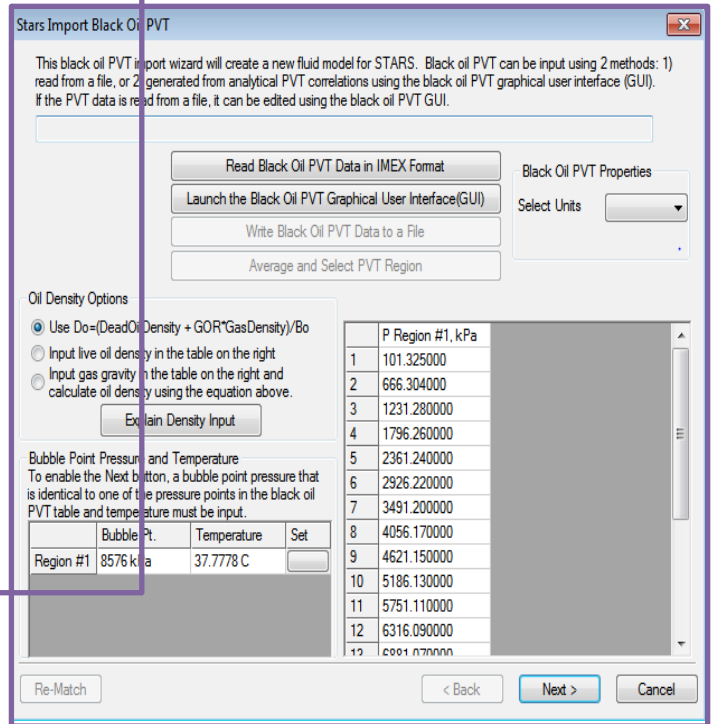 Stars Import Black Oil PVT
This black oil PVT import wizard will create a new fluid model for STARS. Black oil PVT can be input using 2 methods: 1)
read from a file, or 2) generated from analytical PVT correlations using the black oil PVT graphical user interface (GUI).
If the PVT data is read from a file, it can be edited using the black oil PVT GUI.
Read Black Oil PVT Data in IMEX Format
Launch the Black Oil PVT Graphical User Interface(GUI)
Write Black Oil PVT Data to a File
Average and Select PVT Region
Black Oil PVT Properties
Select Units
Oil Density Options
Use Do=(DeadOilDensity + GOR*GasDensity)/Bo
Input live oil density in the table on the right
Input gas gravity in the table on the right and
calculate oil density using the equation above.
Explain Density Input
Bubble Point Pressure and Temperature
To enable the Next button, a bubble point pressure that
is identical to one of the pressure points in the black oil
PVT table and temperature must be input.
Bubble Pt. Temperature Set
Region #1 8576 kPa 37.7778 C
P Region #1, kPa
1 101.325000
2 666.304000
3 1231.280000
4 1796.260000
5 2361.240000
6 2926.220000
7 3491.200000
8 4056.170000
9 4621.150000
10 5186.130000
11 5751.110000
12 6316.090000
13 6881.070000
Re-Match
< Back
Next >
Cancel